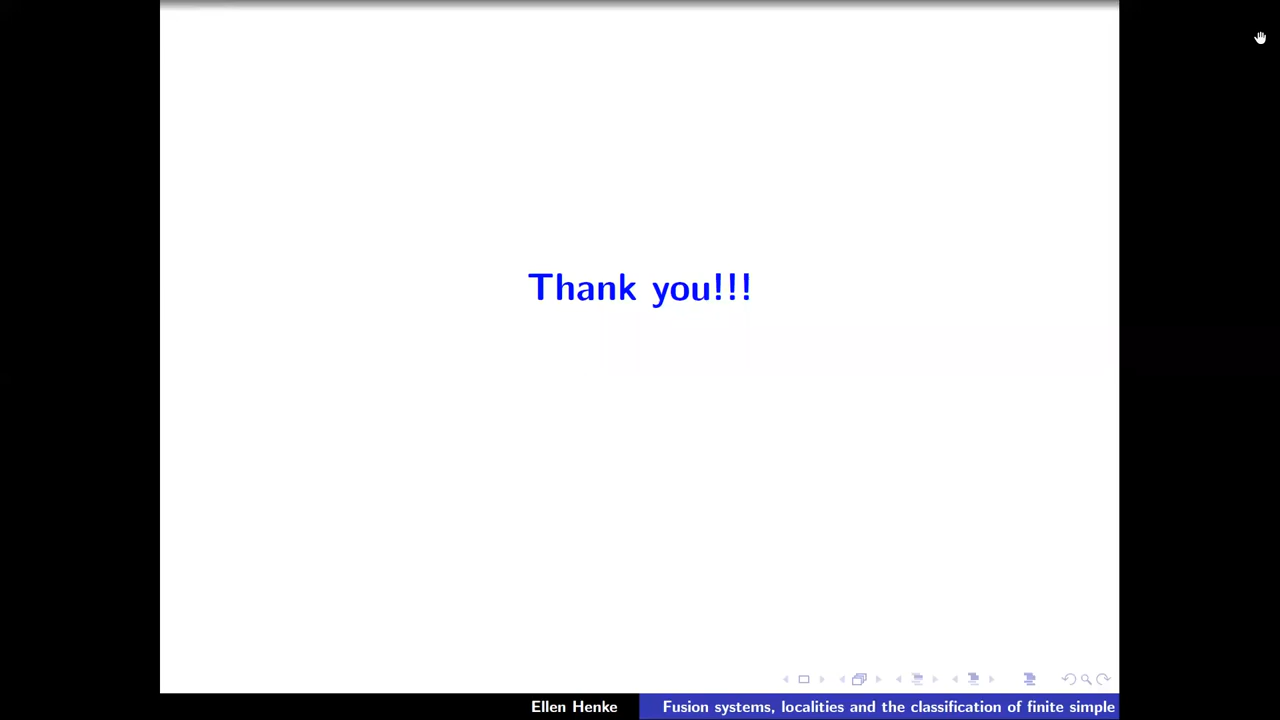 Thank you!!!
Ellen Henke
Fusion systems, localities and the classification of finite simple